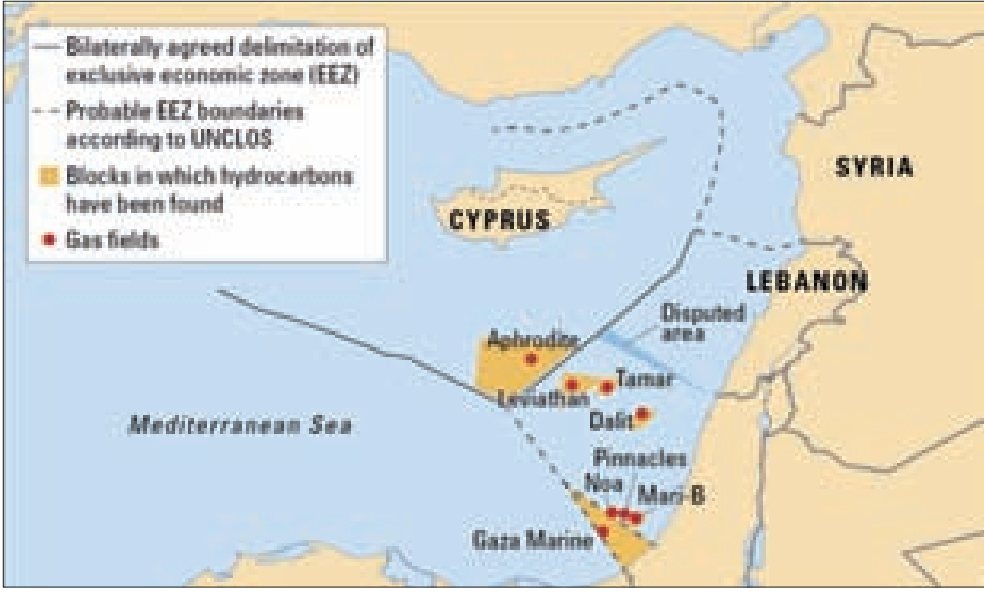 Bilaterally agreed delimitation of
exclusive economic zone (EEZ)
Probable EEZ boundaries
according to UNCLOS
Blocks in which hydrocarbons
have been found
Gas fields
SYRIA
CYPRUS
LEBANON
Disputed
area
Aphrodite
Tamar
Leviathan
Dalit
Mediterranean Sea
Pinnacles
Noa
Mari-B
Gaza Marine